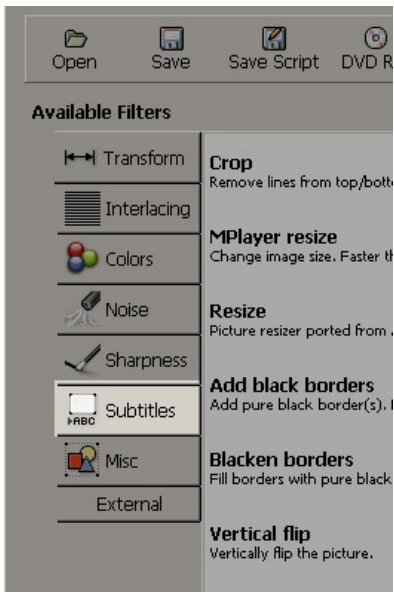 Open Save Save Script DVD R
Available Filters
Transform
Interlacing
Colors
Noise
Sharpness
Subtitles
ABC
Misc
External
Crop
Remove lines from top/botto
MPlayer resize
Change image size. Faster th
Resize
Picture resizer ported from
Add black borders
Add pure black border(s).
Blacken borders
Fill borders with pure black
Vertical flip
Vertically flip the picture.